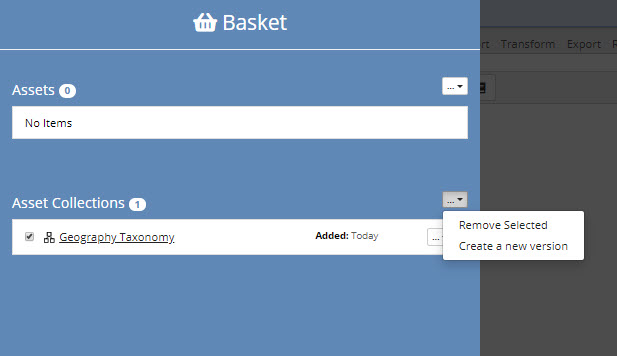 Basket
rt Transform Export
Assets 0 ...
No Items
Asset Collections 1 ...
Remove Selected
Geography Taxonomy Added: Today ...
Create a new version